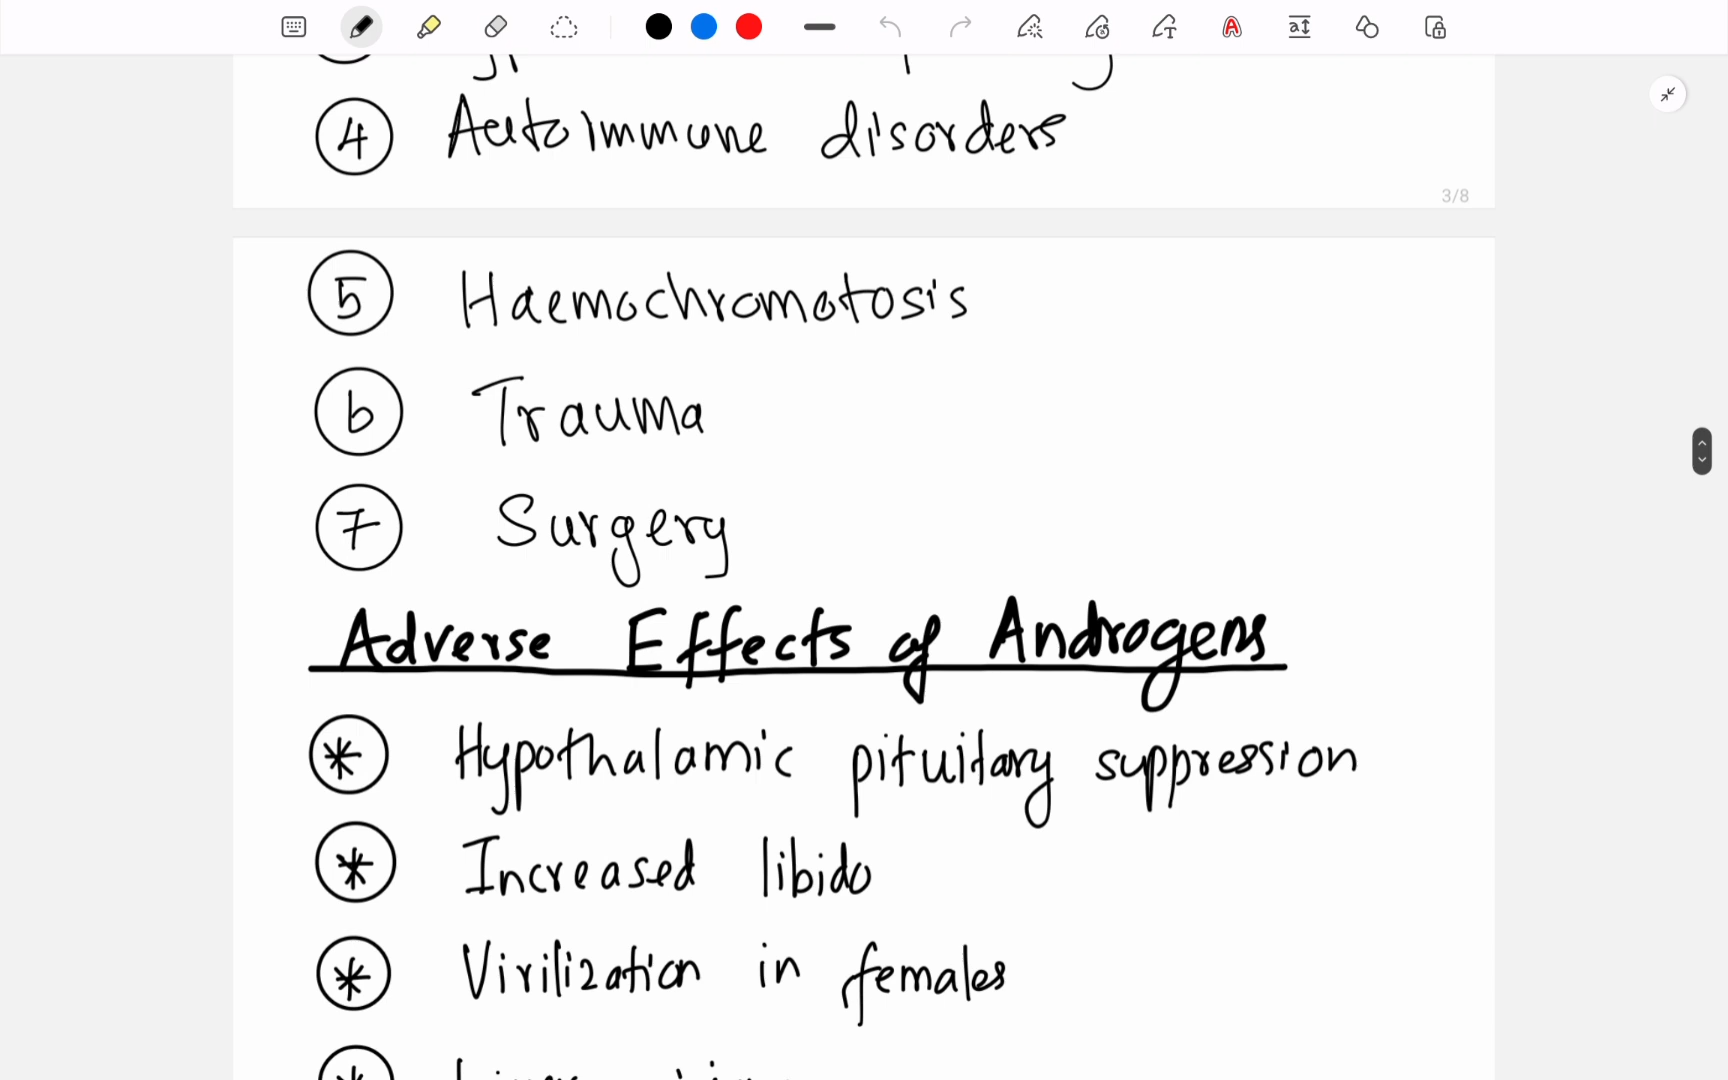 ④ Autoimmune disorders
3/8
⑤ Haemochromotosis
⑥ Trauma
⑦ Surgery
Adverse Effects of Androgens
* Hypothalamic pituitary suppression
* Increased libido
* Virilization in females